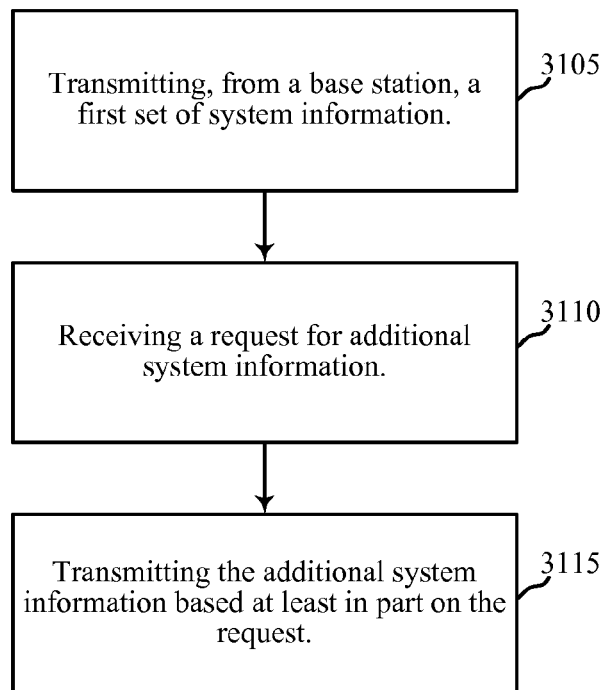 Transmitting, from a base station, a
first set of system information.
3105
Receiving a request for additional
system information.
3110
Transmitting the additional system
information based at least in part on the
request.
3115